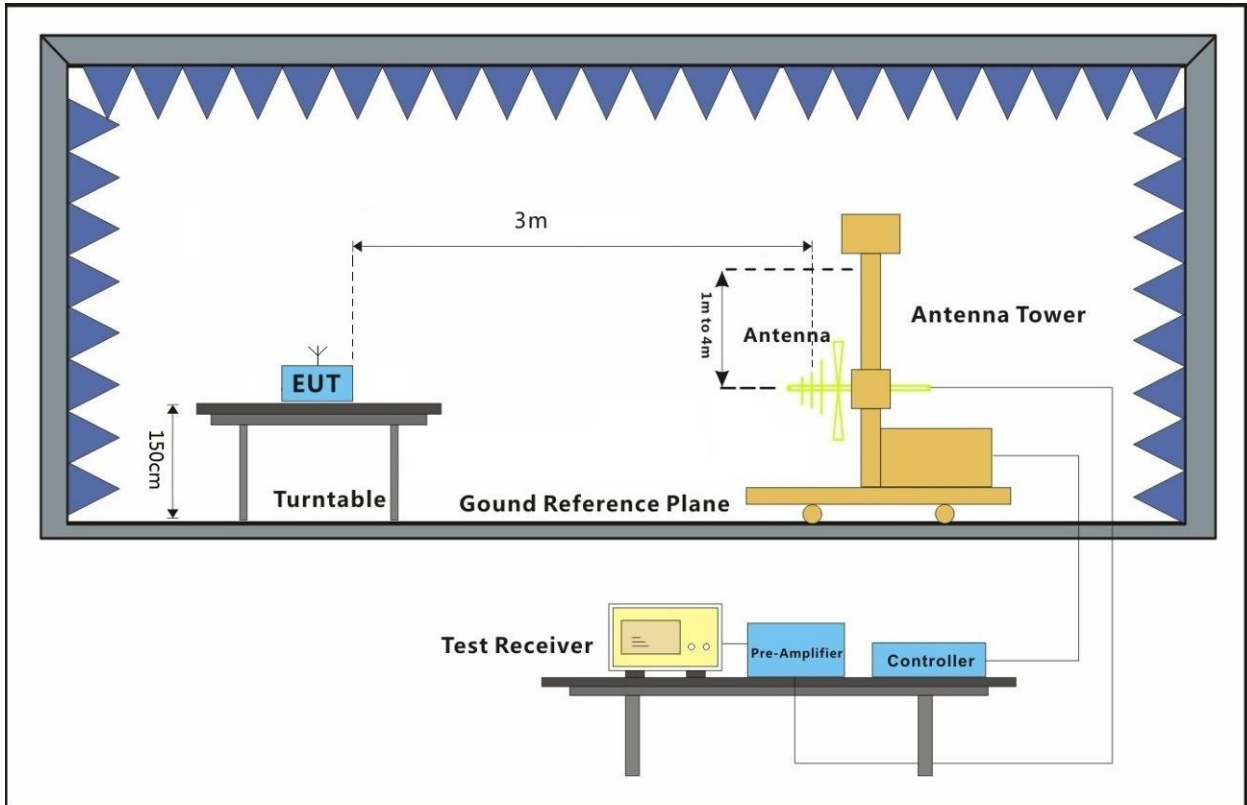 3m
1m to 4m
Antenna
Antenna Tower
EUT
150cm
Turntable
Gound Reference Plane
Test Receiver
Pre-Amplifier
Controller